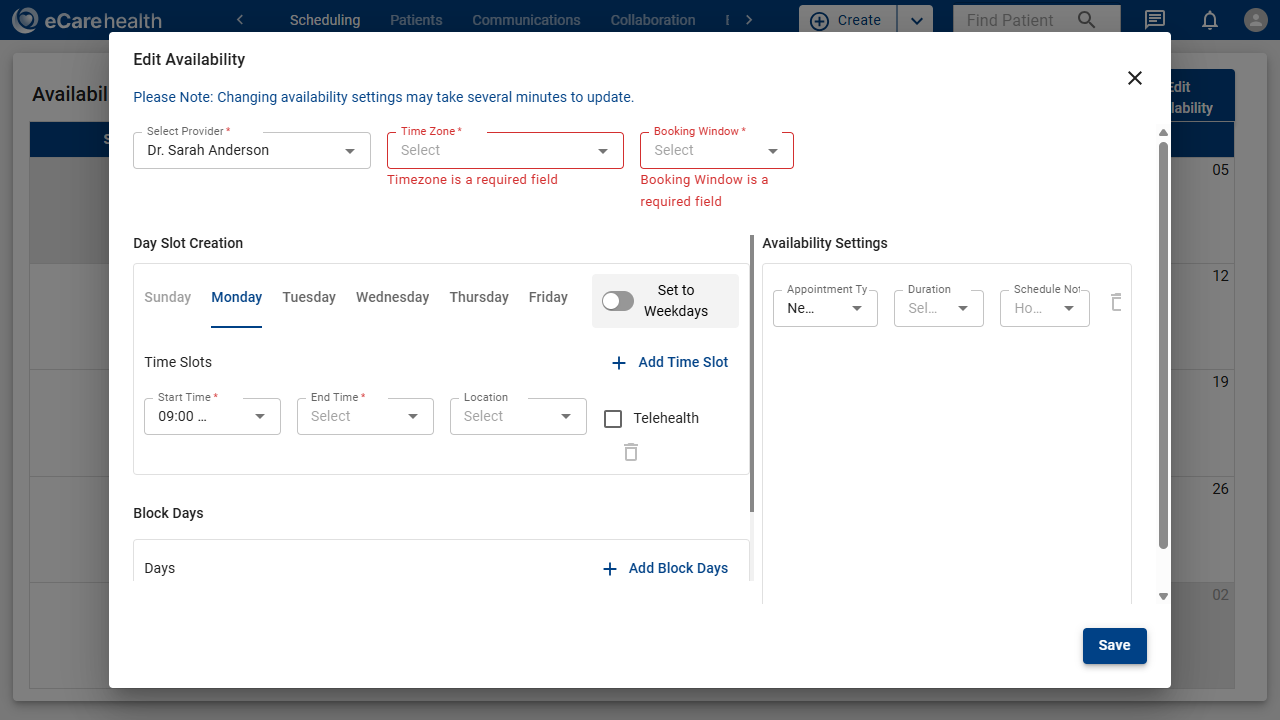 eCarehealth
Scheduling
Patients
Communications
Collaboration
Create
Find Patient
Availabil
Edit
lability
05
12
19
26
02
Edit Availability
Please Note: Changing availability settings may take several minutes to update.
Select Provider *
Dr. Sarah Anderson
Time Zone *
Select
Timezone is a required field
Booking Window *
Select
Booking Window is a
required field
Day Slot Creation
Sunday
Monday
Tuesday
Wednesday
Thursday
Friday
Set to
Weekdays
Time Slots
Add Time Slot
Start Time *
09:00 ...
End Time *
Select
Location
Select
Telehealth
Block Days
Days
Add Block Days
Availability Settings
Appointment Ty
Ne...
Duration
Sel...
Schedule Not
Ho...
Save